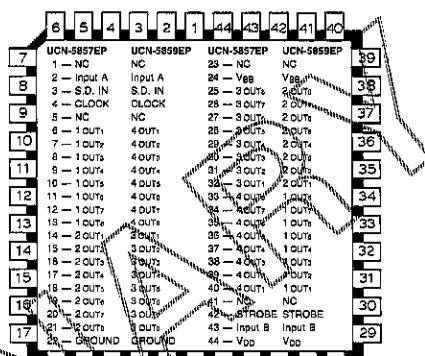 6 5 4 3 2 1 44 43 42 41 40
UCN-5857EP UCN-5859EP UCN-5857EP UCN-5859EP
7 1 — NC NC 23 — NC NC 39
2 — Input A Input A 24 — VBB VBB
8 3 — S.D. IN S.D. IN 25 — 3 OUT8 2 OUT8 38
4 — CLOCK CLOCK 26 — 3 OUT7 2 OUT7
9 5 — NC NC 27 — 3 OUT6 2 OUT6 37
6 — 1 OUT1 4 OUT1 28 — 3 OUT5 2 OUT5
10 7 — 1 OUT2 4 OUT2 29 — 3 OUT4 2 OUT4 36
8 — 1 OUT3 4 OUT3 30 — 3 OUT3 2 OUT3
11 9 — 1 OUT4 4 OUT4 31 — 3 OUT2 2 OUT2 35
10 — 1 OUT5 4 OUT5 32 — 3 OUT1 2 OUT1
12 11 — 1 OUT6 4 OUT6 33 — 4 OUT8 1 OUT8 34
12 — 1 OUT7 4 OUT7 34 — 4 OUT7 1 OUT7
13 13 — 1 OUT8 4 OUT8 35 — 4 OUT6 1 OUT6 33
14 — 2 OUT1 3 OUT1 36 — 4 OUT5 1 OUT5
14 15 — 2 OUT2 3 OUT2 37 — 4 OUT4 1 OUT4 32
16 — 2 OUT3 3 OUT3 38 — 4 OUT3 1 OUT3
15 17 — 2 OUT4 3 OUT4 39 — 4 OUT2 1 OUT2 31
18 — 2 OUT5 3 OUT5 40 — 4 OUT1 1 OUT1
16 19 — 2 OUT6 3 OUT6 41 — NC NC 30
20 — 2 OUT7 3 OUT7 42 — STROBE STROBE
17 21 — 2 OUT8 3 OUT8 43 — Input B Input B 29
22 — GROUND GROUND 44 — VDD VDD